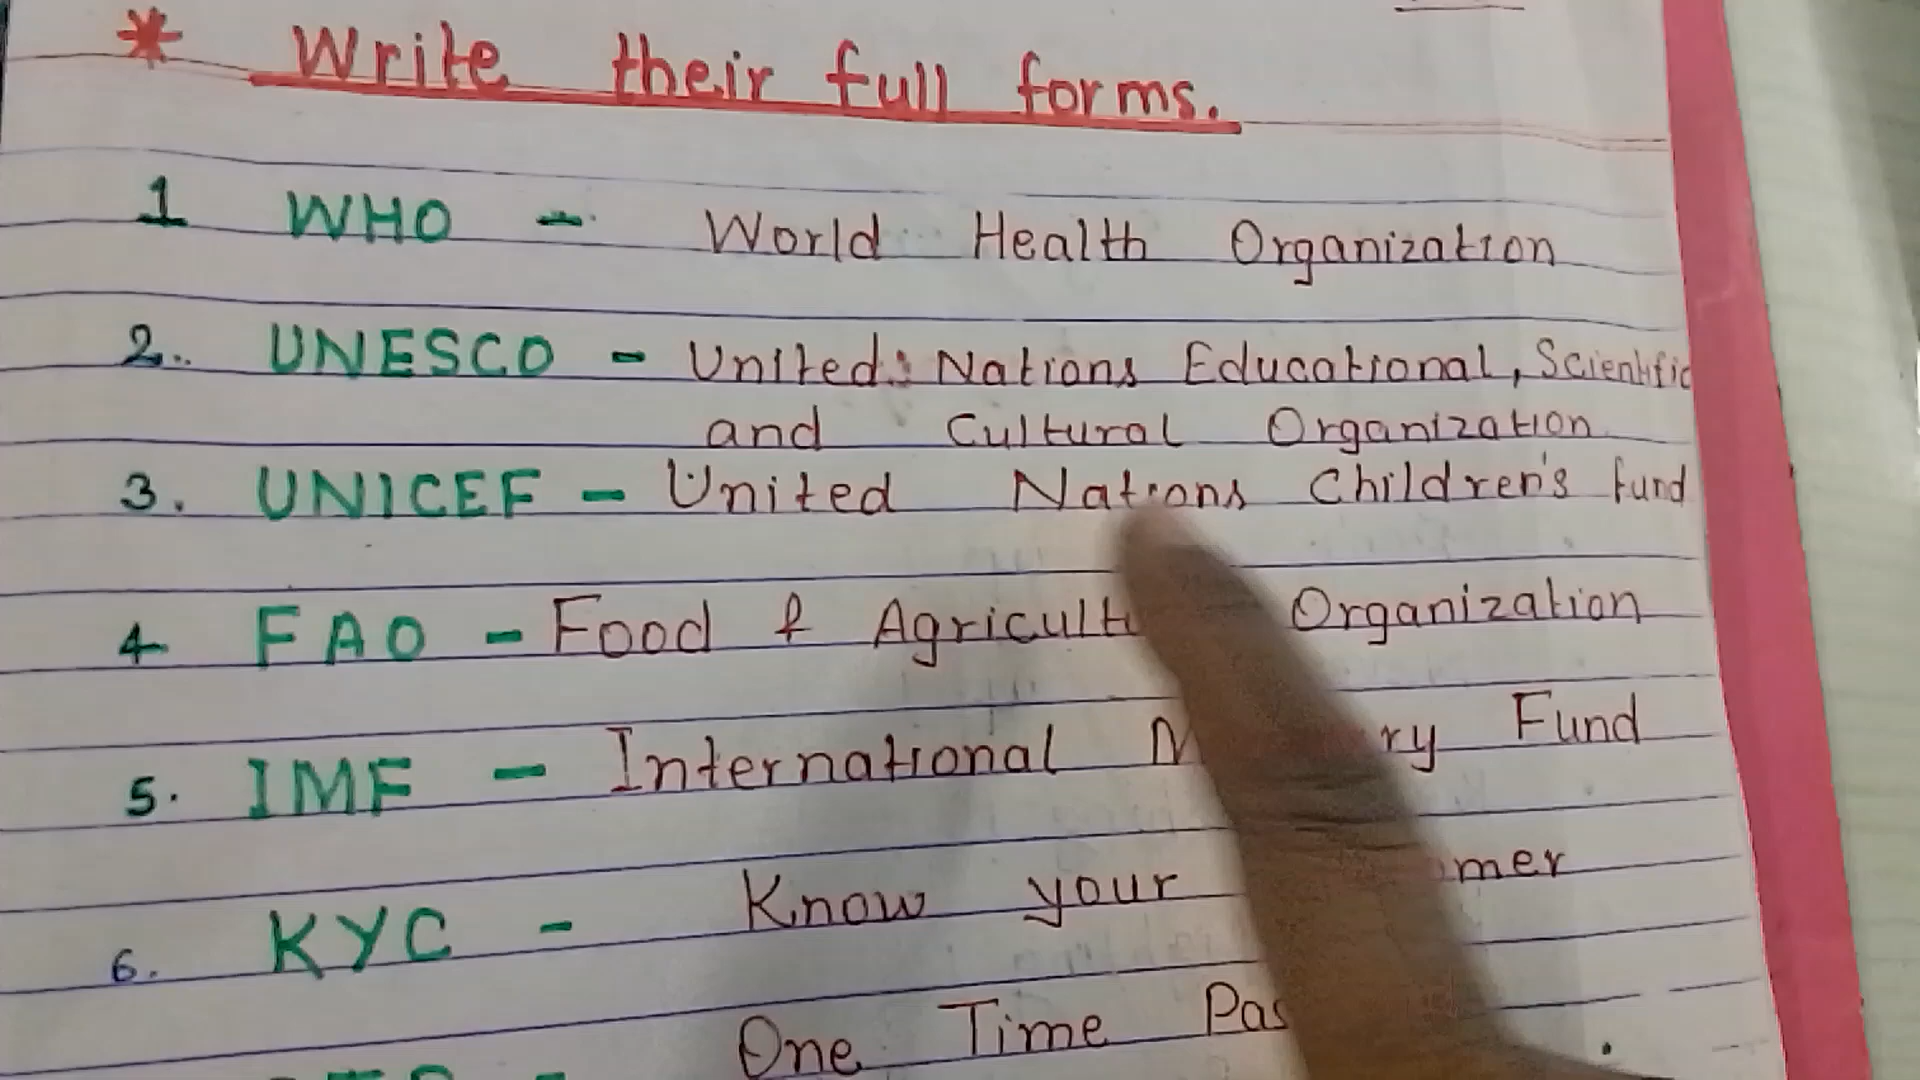 * Write their full forms.
1 WHO - World Health Organization
2. UNESCO - United: Nations Educational, Scientific
and Cultural Organization
3. UNICEF - United Nations Children's fund
4 FAO - Food & Organization
5. IMF - International Fund
6. KYC - Know your
One Time